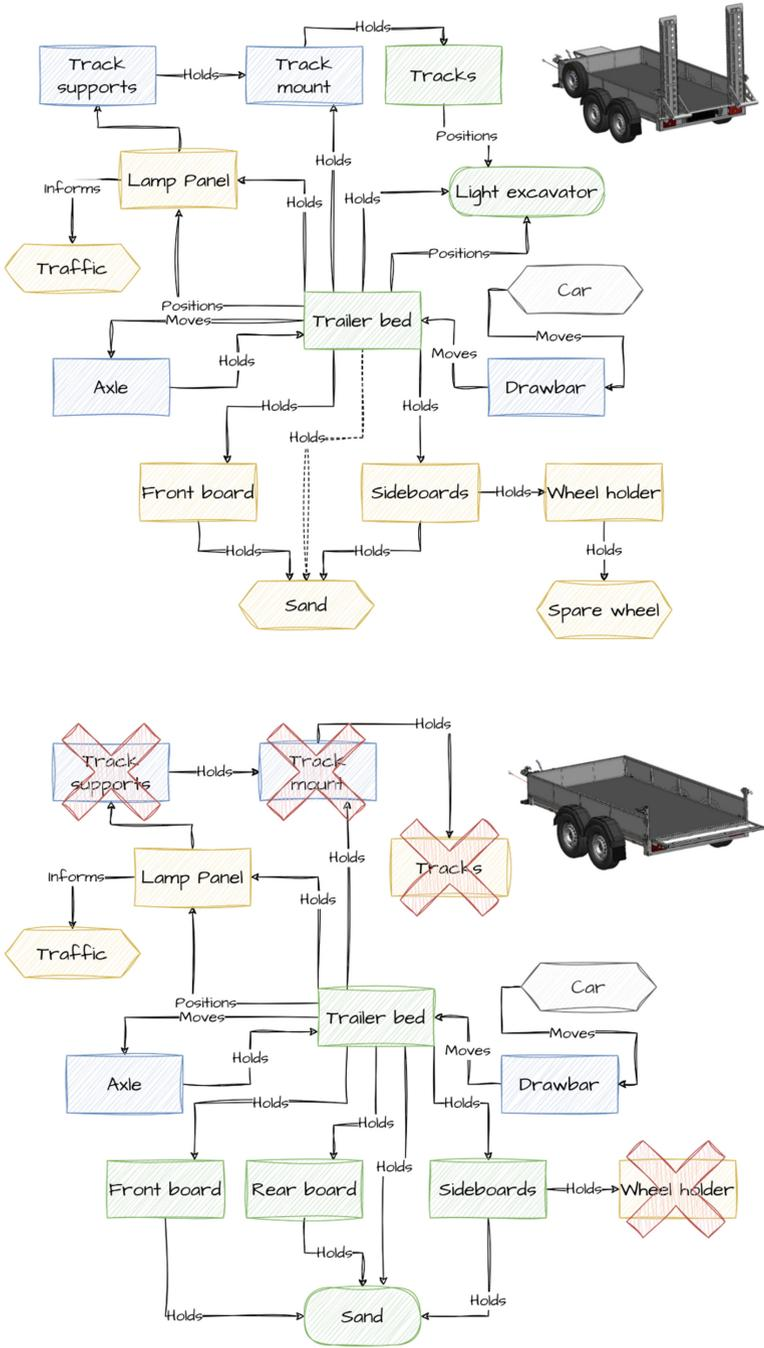 Holds
Track
supports
Holds
Track
mount
Tracks
Positions
Holds
Lamp Panel
Informs
Holds
Holds
Light excavator
Traffic
Positions
Car
Positions
Moves
Trailer bed
Moves
Moves
Holds
Axle
Drawbar
Holds
Holds
Holds
Front board
Sideboards
Holds
Wheel holder
Holds
Holds
Holds
Sand
Spare wheel
Holds
Track
supports
Holds
Track
mount
Holds
Tracks
Informs
Lamp Panel
Holds
Traffic
Car
Positions
Moves
Trailer bed
Moves
Moves
Holds
Axle
Drawbar
Holds
Holds
Holds
Holds
Front board
Rear board
Sideboards
Holds
Wheel holder
Holds
Holds
Holds
Sand